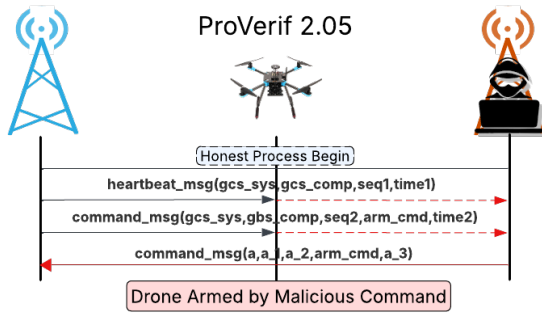 ProVerif 2.05
Honest Process Begin
heartbeat_msg(gcs_sys,gcs_comp,seq1,time1)
command_msg(gcs_sys,gbs_comp,seq2,arm_cmd,time2)
command_msg(a,a_1,a_2,arm_cmd,a_3)
Drone Armed by Malicious Command